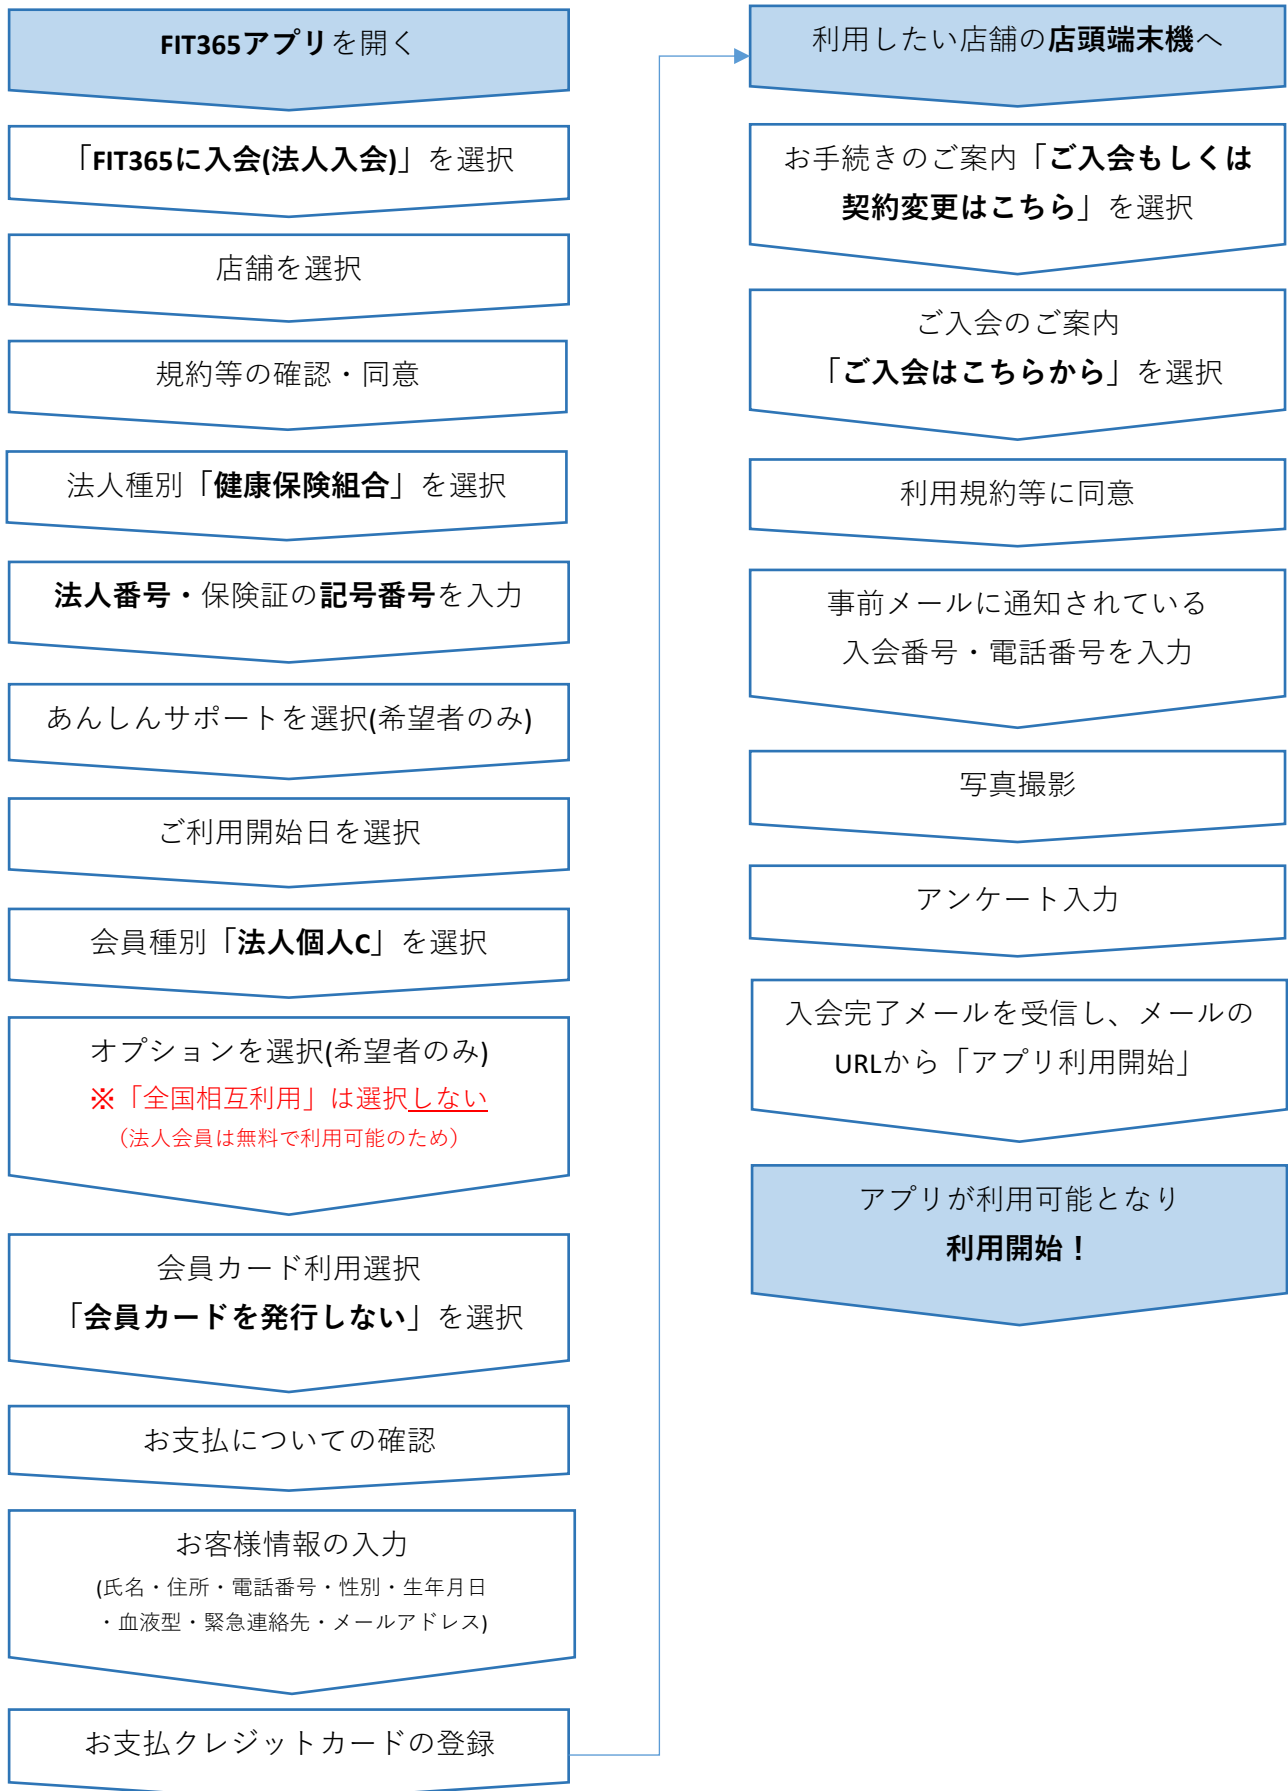 FIT365アプリを開く
「FIT365に入会(法人入会)」を選択
店舗を選択
規約等の確認・同意
法人種別「健康保険組合」を選択
法人番号・保険証の記号番号を入力
あんしんサポートを選択(希望者のみ)
ご利用開始日を選択
会員種別「法人個人C」を選択
オプションを選択(希望者のみ)
※「全国相互利用」は選択しない
（法人会員は無料で利用可能のため）
会員カード利用選択
「会員カードを発行しない」を選択
お支払についての確認
お客様情報の入力
(氏名・住所・電話番号・性別・生年月日
・血液型・緊急連絡先・メールアドレス)
お支払クレジットカードの登録
利用したい店舗の店頭端末機へ
お手続きのご案内「ご入会もしくは
契約変更はこちら」を選択
ご入会のご案内
「ご入会はこちらから」を選択
利用規約等に同意
事前メールに通知されている
入会番号・電話番号を入力
写真撮影
アンケート入力
入会完了メールを受信し、メールの
URLから「アプリ利用開始」
アプリが利用可能となり
利用開始！